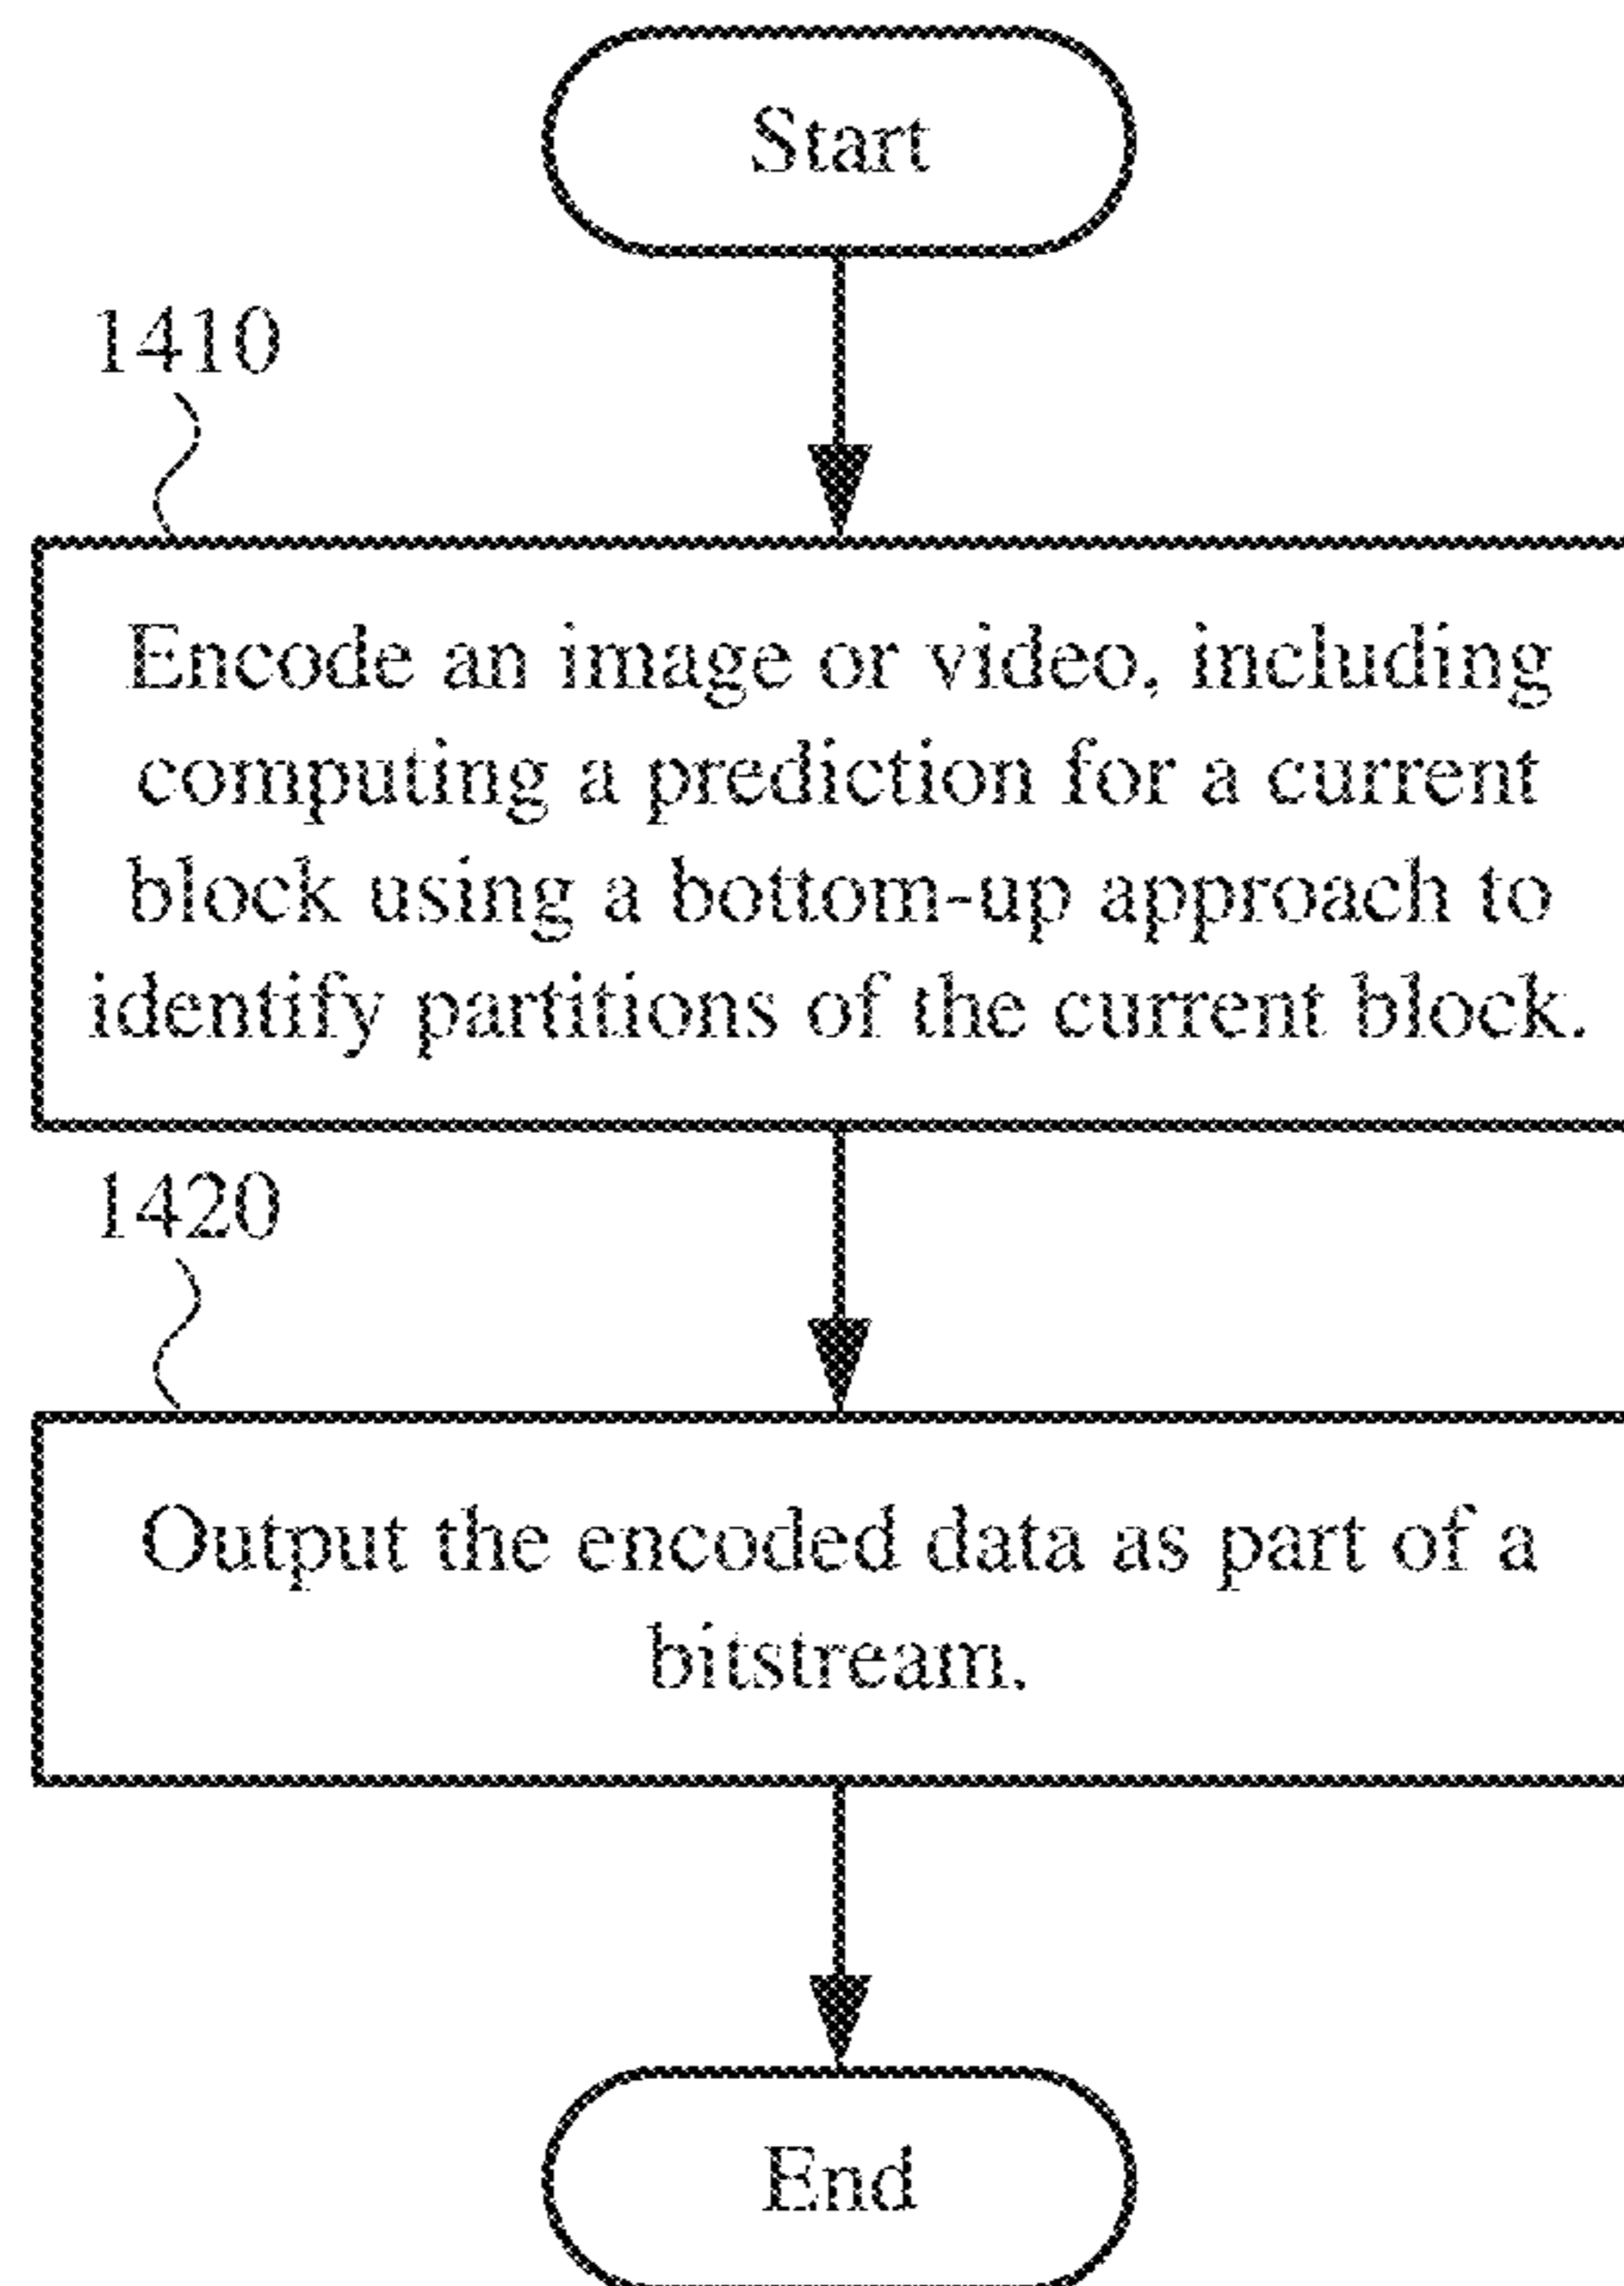 Start
1410
Encode an image or video, including
computing a prediction for a current
block using a bottom-up approach to
identify partitions of the current block.
1420
Output the encoded data as part of a
bitstream.
End